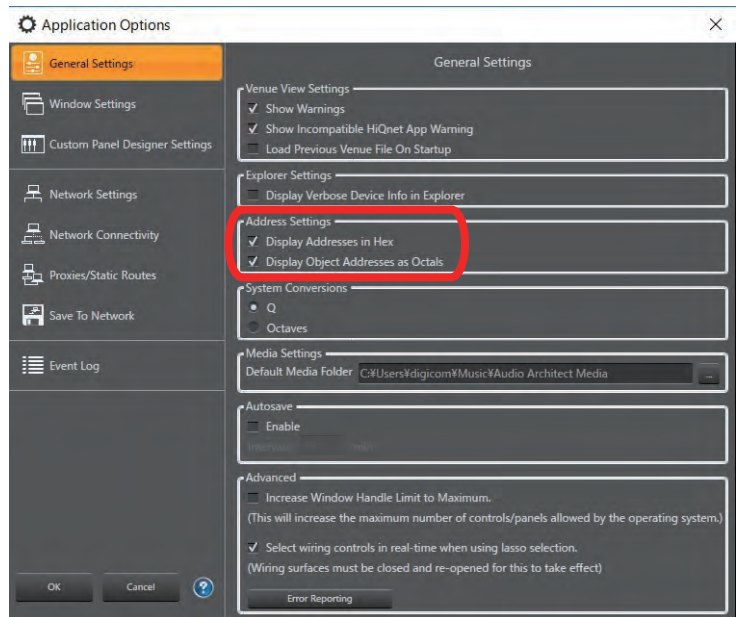 Application Options
General Settings
Window Settings
Custom Panel Designer Settings
Network Settings
Network Connectivity
Proxies/Static Routes
Save To Network
Event Log
OK
Cancel
?
General Settings
Venue View Settings
Show Warnings
Show Incompatible HiQnet App Warning
Load Previous Venue File On Startup
Explorer Settings
Display Verbose Device Info in Explorer
Address Settings
Display Addresses in Hex
Display Object Addresses as Octals
System Conversions
Q
Octaves
Media Settings
Default Media Folder C:¥Users¥digicom¥Music¥Audio Architect Media ...
Autosave
Enable
Advanced
Increase Window Handle Limit to Maximum.
(This will increase the maximum number of controls/panels allowed by the operating system.)
Select wiring controls in real-time when using lasso selection.
(Wiring surfaces must be closed and re-opened for this to take effect)
Error Reporting